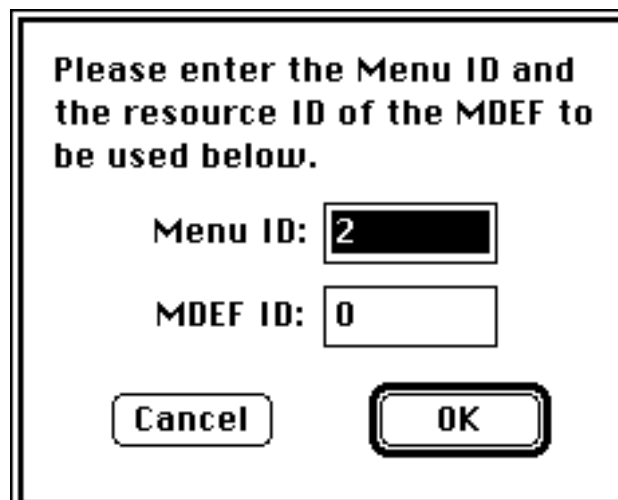 Please enter the Menu ID and
the resource ID of the MDEF to
be used below.
Menu ID: 2
MDEF ID: 0
Cancel OK